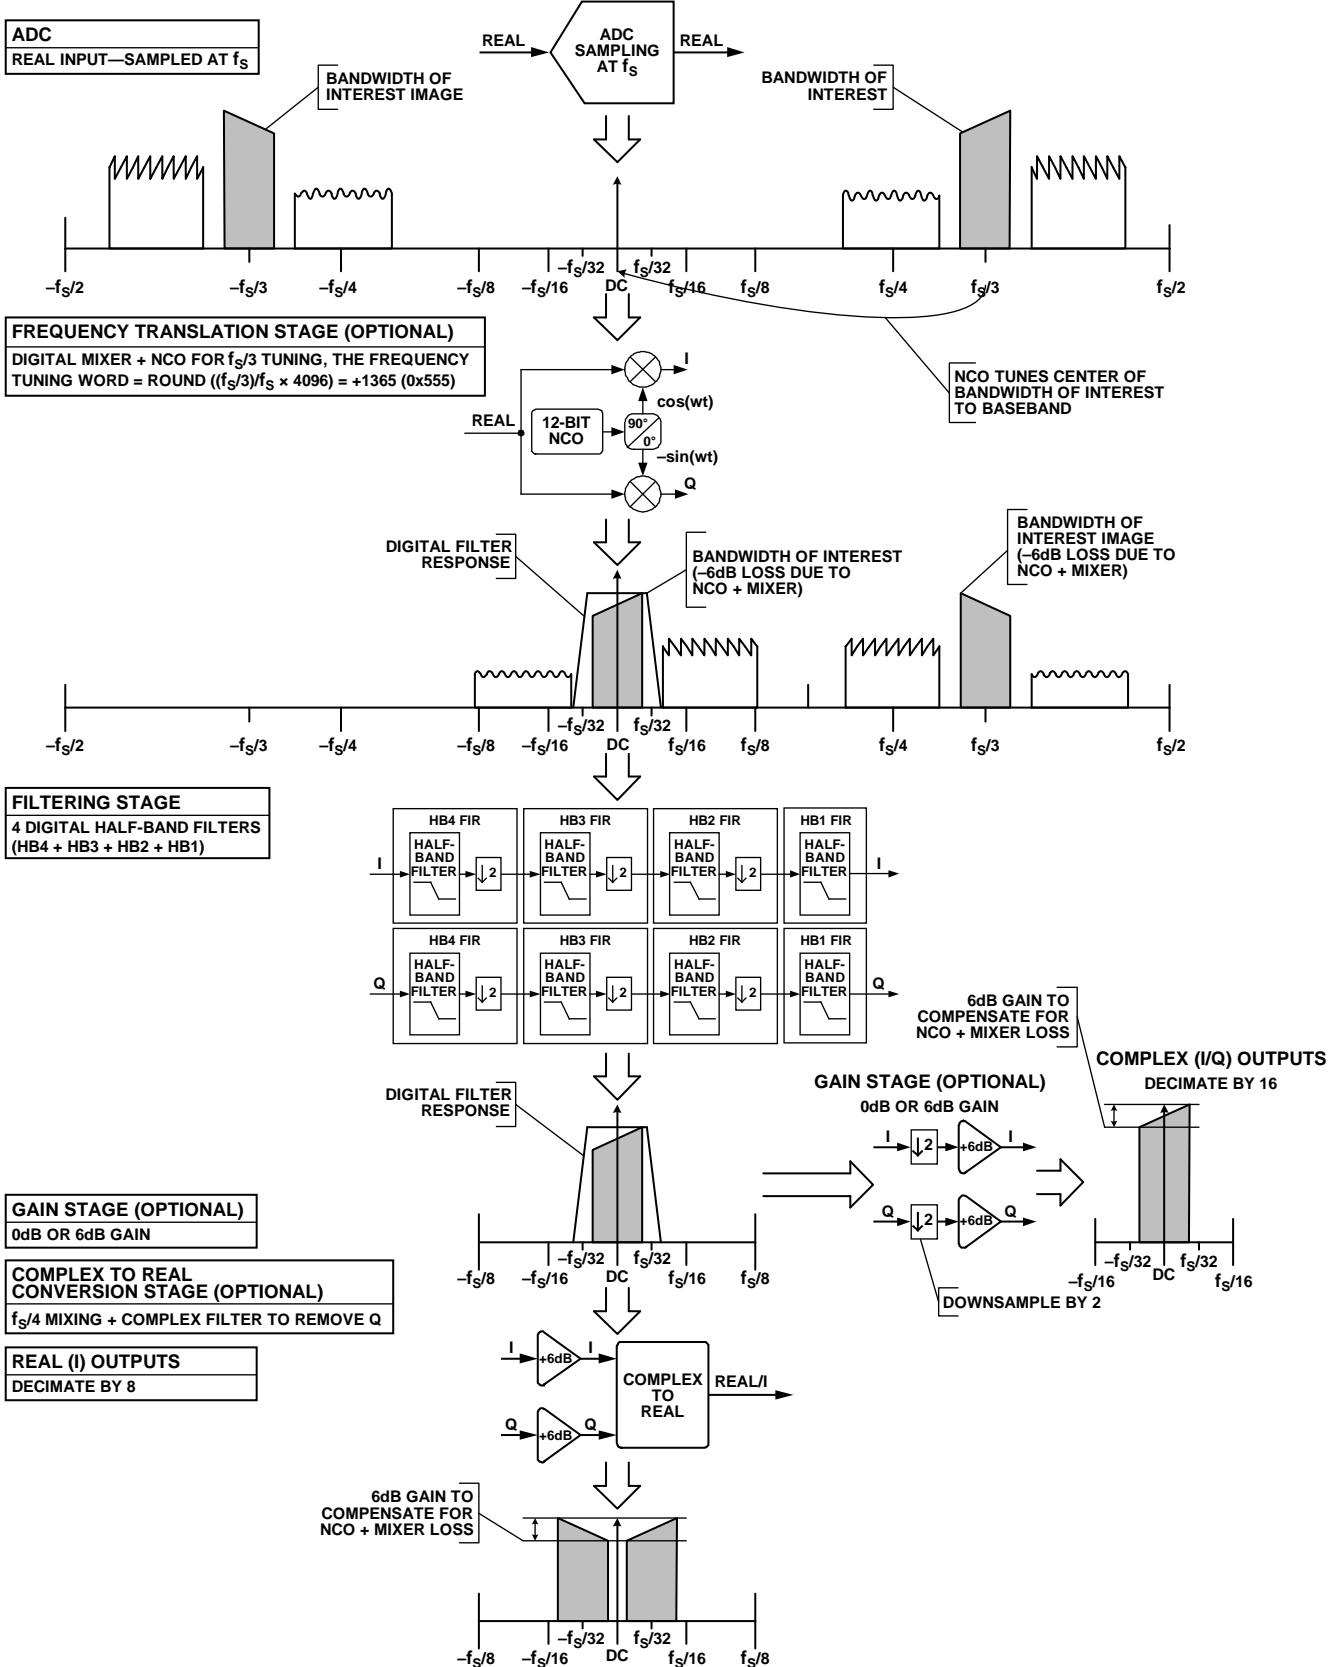 ADC
REAL INPUT—SAMPLED AT fS
REAL
ADC
SAMPLING
AT fS
REAL
BANDWIDTH OF
INTEREST IMAGE
BANDWIDTH OF
INTEREST
–fS/2
–fS/3
–fS/4
–fS/8
–fS/16
–fS/32
DC
fS/32
fS/16
fS/8
fS/4
fS/3
fS/2
FREQUENCY TRANSLATION STAGE (OPTIONAL)
DIGITAL MIXER + NCO FOR fS/3 TUNING, THE FREQUENCY
TUNING WORD = ROUND ((fS/3)/fS × 4096) = +1365 (0x555)
NCO TUNES CENTER OF
BANDWIDTH OF INTEREST
TO BASEBAND
REAL
12-BIT
NCO
90°
0°
cos(wt)
–sin(wt)
I
Q
DIGITAL FILTER
RESPONSE
BANDWIDTH OF INTEREST
(–6dB LOSS DUE TO
NCO + MIXER)
BANDWIDTH OF
INTEREST IMAGE
(–6dB LOSS DUE TO
NCO + MIXER)
–fS/2
–fS/3
–fS/4
–fS/8
–fS/16
–fS/32
DC
fS/32
fS/16
fS/8
fS/4
fS/3
fS/2
FILTERING STAGE
4 DIGITAL HALF-BAND FILTERS
(HB4 + HB3 + HB2 + HB1)
HB4 FIR
HB3 FIR
HB2 FIR
HB1 FIR
I
HALF-
BAND
FILTER
2
HALF-
BAND
FILTER
2
HALF-
BAND
FILTER
2
HALF-
BAND
FILTER
I
HB4 FIR
HB3 FIR
HB2 FIR
HB1 FIR
Q
HALF-
BAND
FILTER
2
HALF-
BAND
FILTER
2
HALF-
BAND
FILTER
2
HALF-
BAND
FILTER
Q
6dB GAIN TO
COMPENSATE FOR
NCO + MIXER LOSS
COMPLEX (I/Q) OUTPUTS
DECIMATE BY 16
GAIN STAGE (OPTIONAL)
0dB OR 6dB GAIN
I
2
+6dB
I
Q
2
+6dB
Q
DOWNSAMPLE BY 2
–fS/16
–fS/32
DC
fS/32
fS/16
DIGITAL FILTER
RESPONSE
–fS/8
–fS/16
–fS/32
DC
fS/32
fS/16
fS/8
GAIN STAGE (OPTIONAL)
0dB OR 6dB GAIN
COMPLEX TO REAL
CONVERSION STAGE (OPTIONAL)
fS/4 MIXING + COMPLEX FILTER TO REMOVE Q
REAL (I) OUTPUTS
DECIMATE BY 8
I
+6dB
I
Q
+6dB
Q
COMPLEX
TO
REAL
REAL/I
6dB GAIN TO
COMPENSATE FOR
NCO + MIXER LOSS
–fS/8
–fS/16
–fS/32
DC
fS/32
fS/16
fS/8